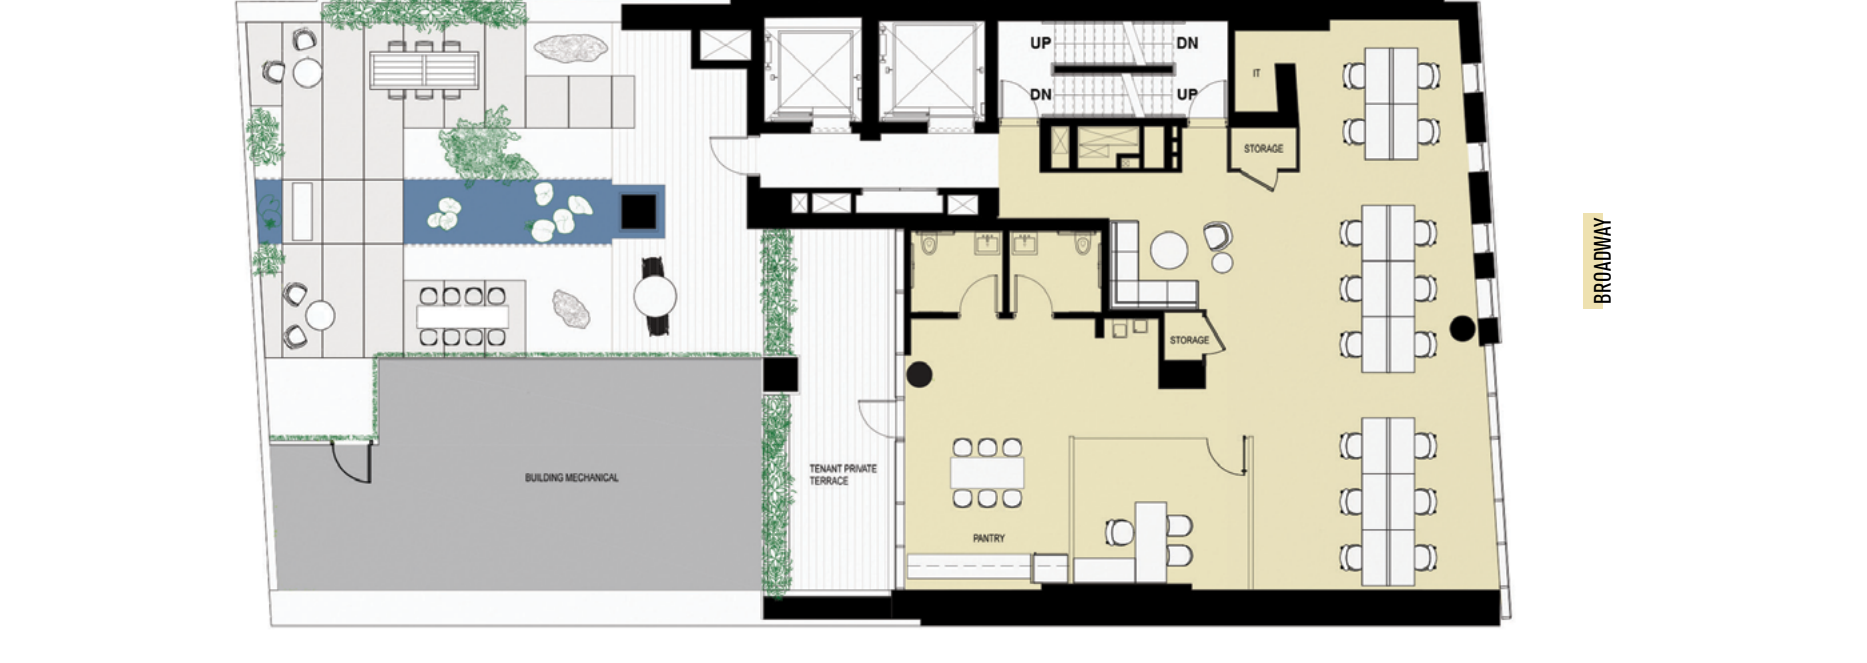 UP
DN
DN
UP
IT
STORAGE
BROADWAY
STORAGE
TENANT PRIVATE
TERRACE
BUILDING MECHANICAL
PANTRY